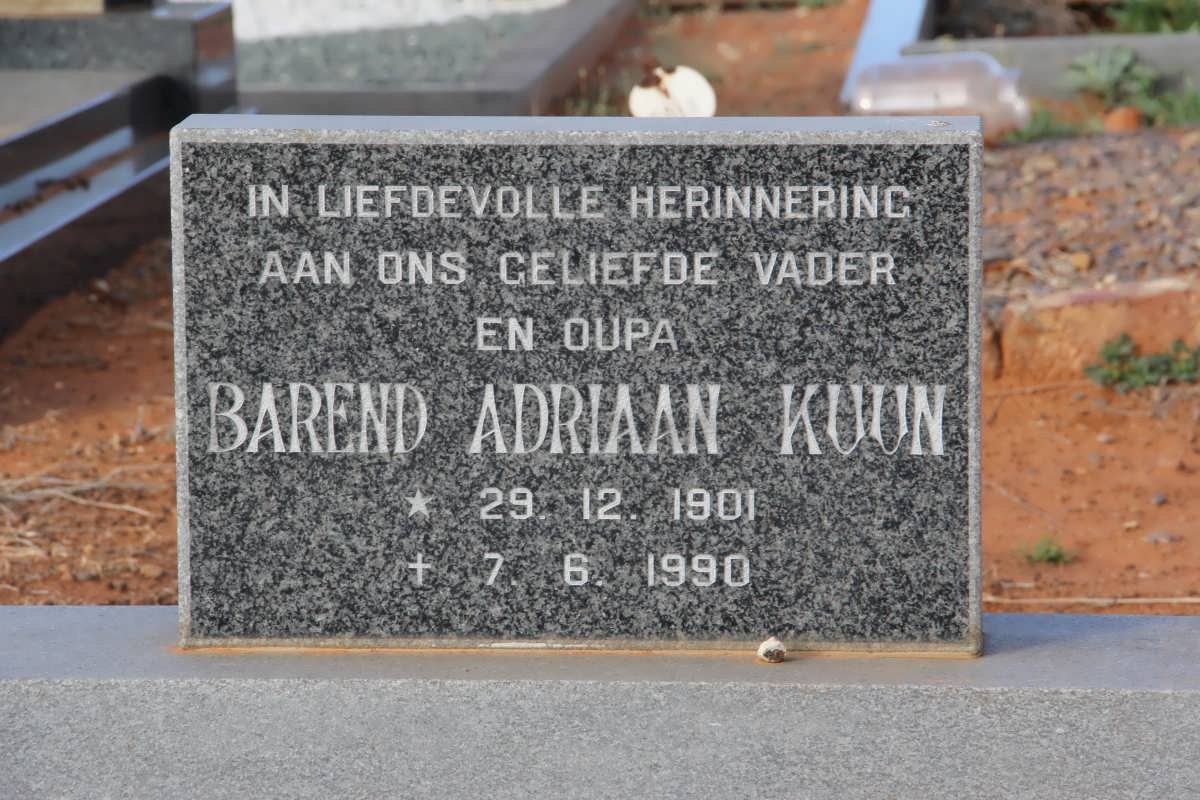 IN LIEFDEVOLLE HERINNERING
AAN ONS GELIEFDE VADER
EN OUPA
BAREND ADRIAAN KUUN
★ 29. 12. 1901
✝ 7. 6. 1990